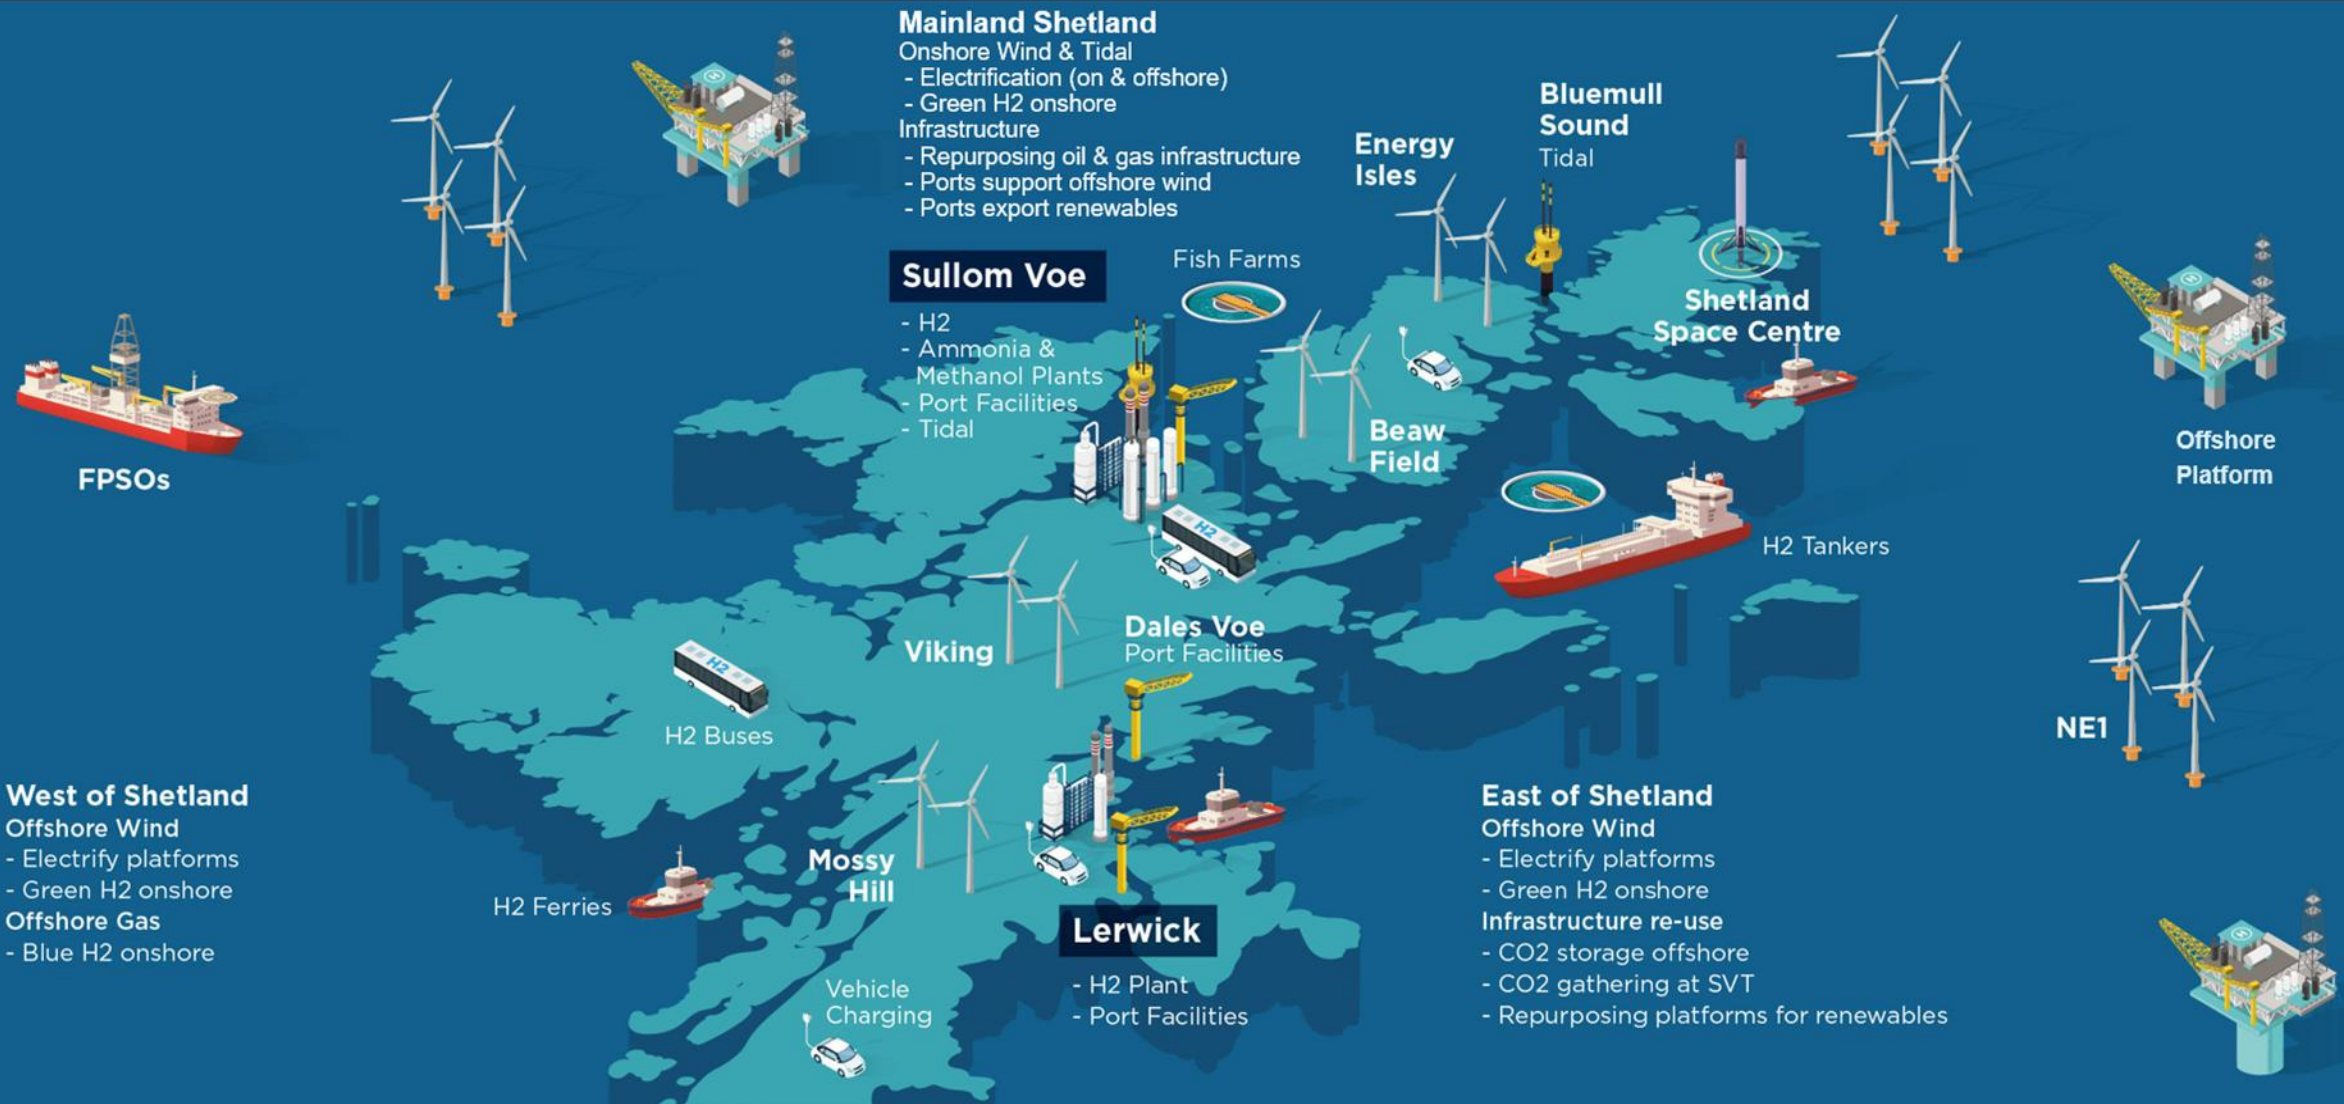 Mainland Shetland
Onshore Wind & Tidal
- Electrification (on & offshore)
- Green H2 onshore
Infrastructure
- Repurposing oil & gas infrastructure
- Ports support offshore wind
- Ports export renewables
Bluemull
Sound
Tidal
Energy
Isles
Sullom Voe
- H2
- Ammonia &
Methanol Plants
- Port Facilities
- Tidal
Fish Farms
Shetland
Space Centre
Beaw
Field
Offshore
Platform
FPSOs
H2
H2 Tankers
Viking
Dales Voe
Port Facilities
H2
H2 Buses
NE1
West of Shetland
Offshore Wind
- Electrify platforms
- Green H2 onshore
Offshore Gas
- Blue H2 onshore
H2 Ferries
Mossy
Hill
Vehicle
Charging
Lerwick
- H2 Plant
- Port Facilities
East of Shetland
Offshore Wind
- Electrify platforms
- Green H2 onshore
Infrastructure re-use
- CO2 storage offshore
- CO2 gathering at SVT
- Repurposing platforms for renewables
H
H
H